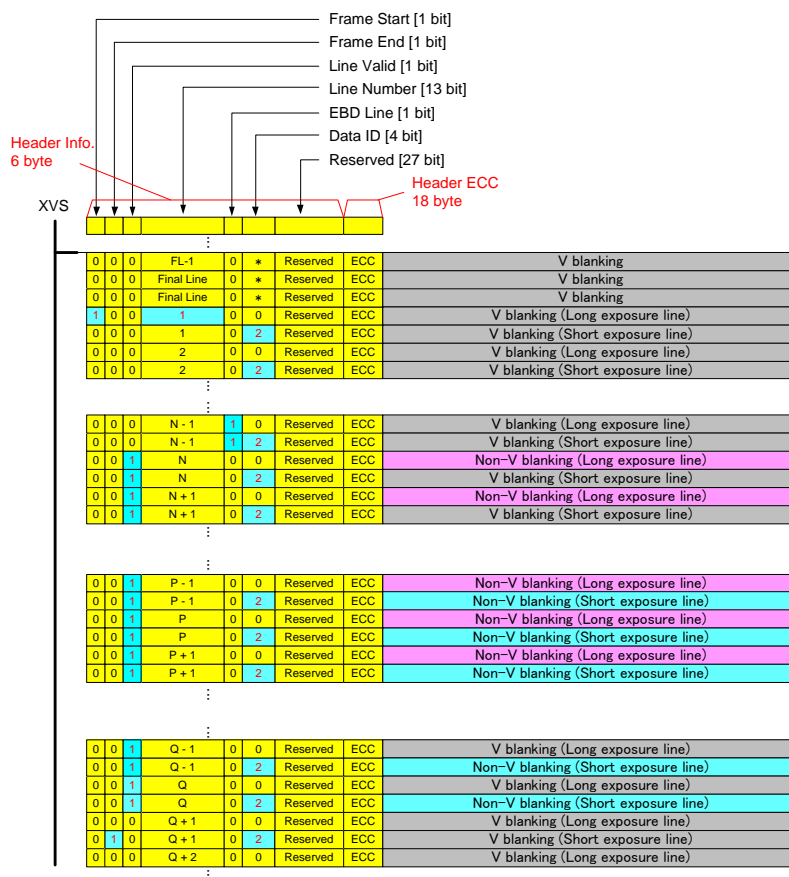 Frame Start [1 bit]
Frame End [1 bit]
Line Valid [1 bit]
Line Number [13 bit]
EBD Line [1 bit]
Data ID [4 bit]
Reserved [27 bit]
Header Info.
6 byte
Header ECC
18 byte
XVS
⋮
0 0 0 FL-1 0 * Reserved ECC V blanking
0 0 0 Final Line 0 * Reserved ECC V blanking
0 0 0 Final Line 0 * Reserved ECC V blanking
1 0 0 1 0 0 Reserved ECC V blanking (Long exposure line)
0 0 0 1 0 2 Reserved ECC V blanking (Short exposure line)
0 0 0 2 0 0 Reserved ECC V blanking (Long exposure line)
0 0 0 2 0 2 Reserved ECC V blanking (Short exposure line)
⋮
⋮
0 0 0 N - 1 1 0 Reserved ECC V blanking (Long exposure line)
0 0 0 N - 1 1 2 Reserved ECC V blanking (Short exposure line)
0 0 1 N 0 0 Reserved ECC Non-V blanking (Long exposure line)
0 0 1 N 0 2 Reserved ECC V blanking (Short exposure line)
0 0 1 N + 1 0 0 Reserved ECC Non-V blanking (Long exposure line)
0 0 1 N + 1 0 2 Reserved ECC V blanking (Short exposure line)
⋮
⋮
0 0 1 P - 1 0 0 Reserved ECC Non-V blanking (Long exposure line)
0 0 1 P - 1 0 2 Reserved ECC Non-V blanking (Short exposure line)
0 0 1 P 0 0 Reserved ECC Non-V blanking (Long exposure line)
0 0 1 P 0 2 Reserved ECC Non-V blanking (Short exposure line)
0 0 1 P + 1 0 0 Reserved ECC Non-V blanking (Long exposure line)
0 0 1 P + 1 0 2 Reserved ECC Non-V blanking (Short exposure line)
⋮
⋮
0 0 1 Q - 1 0 0 Reserved ECC V blanking (Long exposure line)
0 0 1 Q - 1 0 2 Reserved ECC Non-V blanking (Short exposure line)
0 0 1 Q 0 0 Reserved ECC V blanking (Long exposure line)
0 0 1 Q 0 2 Reserved ECC Non-V blanking (Short exposure line)
0 0 0 Q + 1 0 0 Reserved ECC V blanking (Long exposure line)
0 1 0 Q + 1 0 2 Reserved ECC V blanking (Short exposure line)
0 0 0 Q + 2 0 0 Reserved ECC V blanking (Long exposure line)
⋮